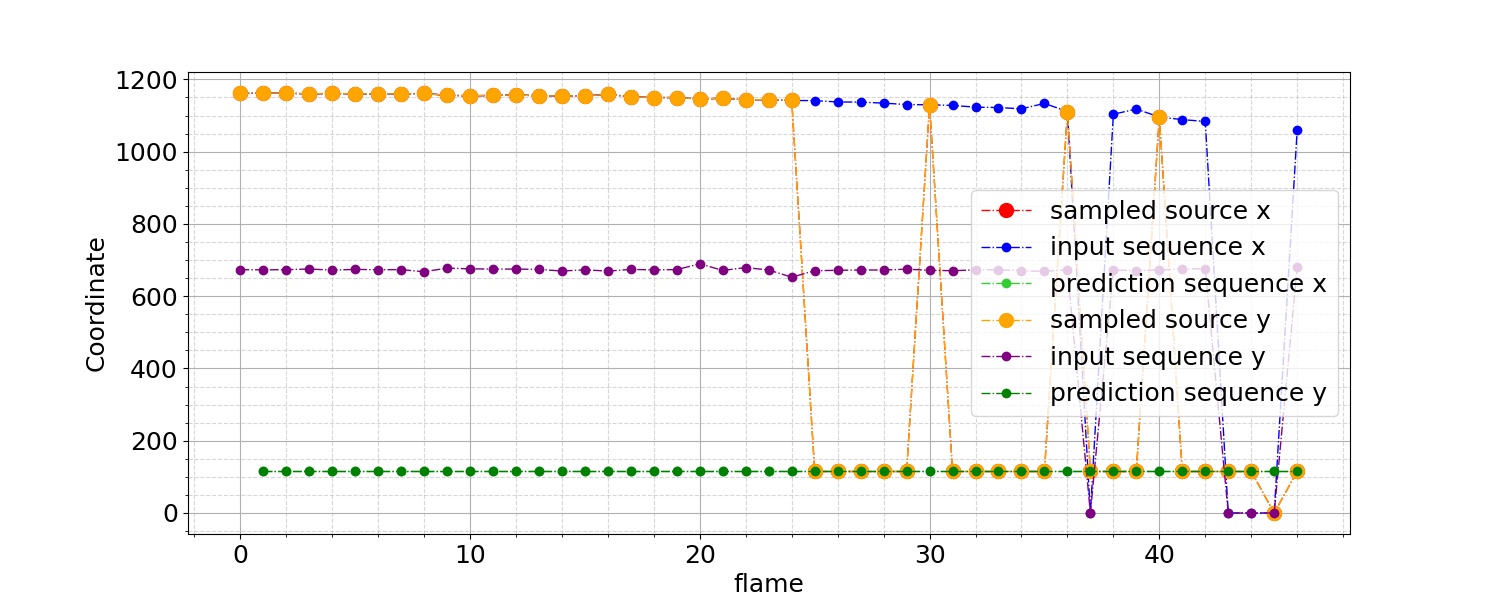 1200
1000
800
600
400
200
0
Coordinate
sampled source x
input sequence x
prediction sequence x
sampled source y
input sequence y
prediction sequence y
0 10 20 30 40
flame